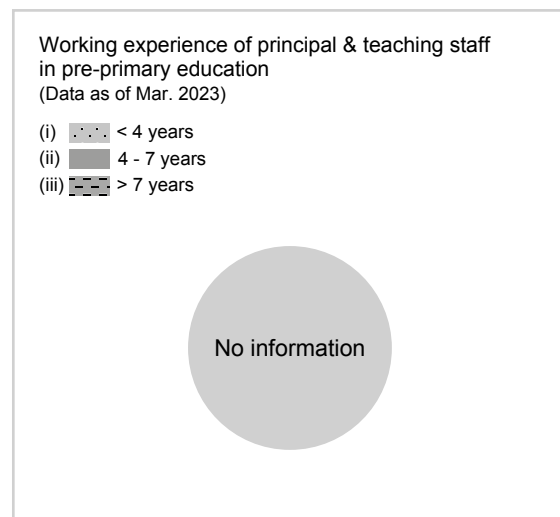 Working experience of principal & teaching staff
in pre-primary education
(Data as of Mar. 2023)
(i) < 4 years
(ii) 4 - 7 years
(iii) > 7 years
No information